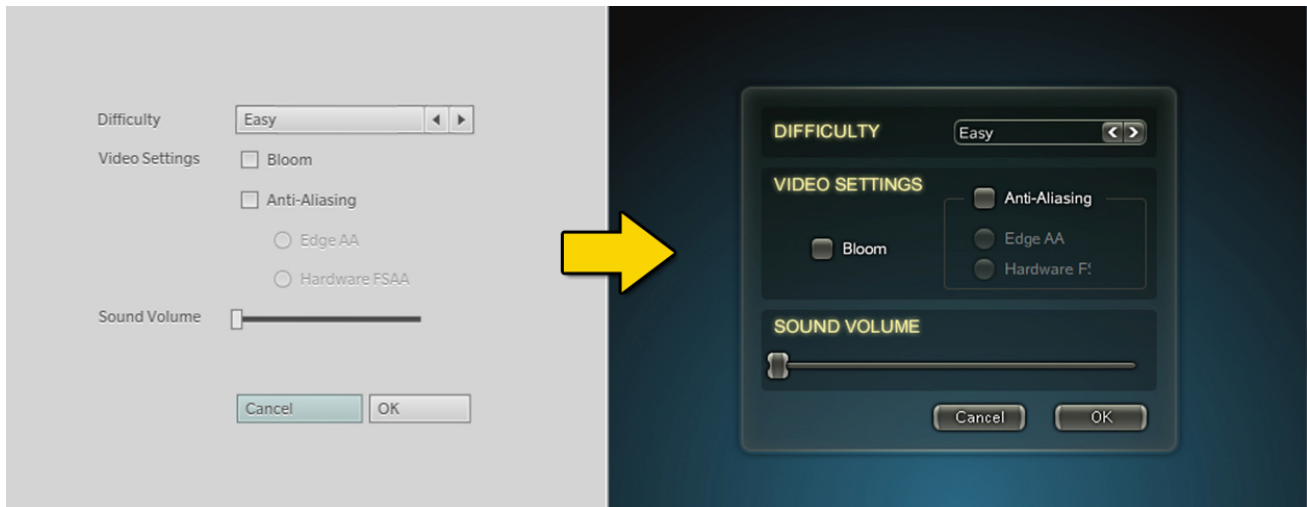 Difficulty
Easy
Video Settings
Bloom
Anti-Aliasing
Edge AA
Hardware FSAA
Sound Volume
Cancel
OK
DIFFICULTY
Easy
VIDEO SETTINGS
Anti-Aliasing
Bloom
Edge AA
Hardware F
SOUND VOLUME
Cancel
OK